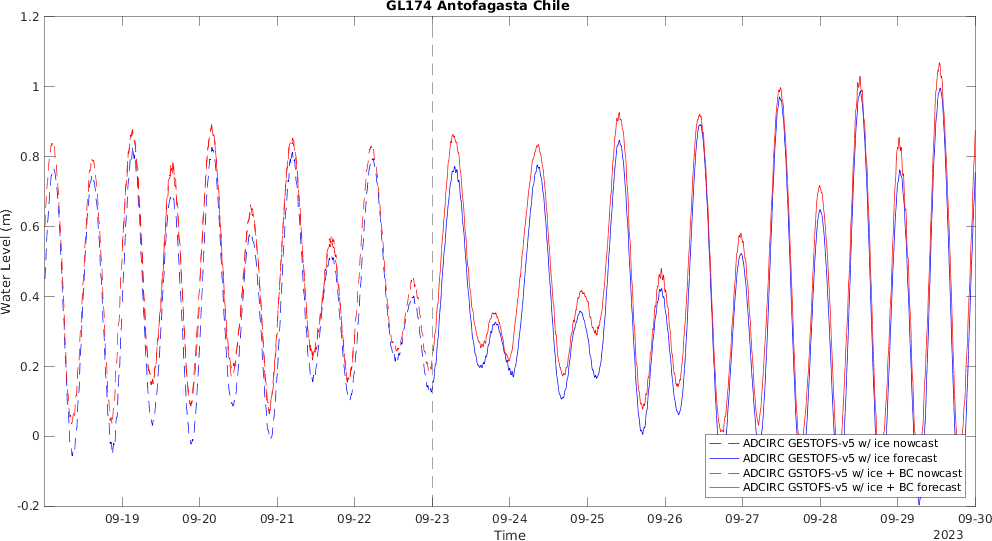 GL174 Antofagasta Chile
1.2
1
0.8
0.6
0.4
0.2
0
-0.2
Water Level (m)
ADCIRC GESTOFS-v5 w/ ice nowcast
ADCIRC GESTOFS-v5 w/ ice forecast
ADCIRC GSTOFS-v5 w/ ice + BC nowcast
ADCIRC GSTOFS-v5 w/ ice + BC forecast
09-19 09-20 09-21 09-22 09-23 09-24 09-25 09-26 09-27 09-28 09-29 09-30
Time
2023